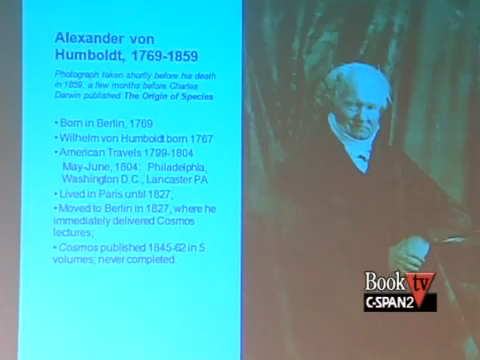 Alexander von
Humboldt, 1769-1859
Photograph taken shortly before his death
in 1859, a few months before Charles
Darwin published The Origin of Species
• Born in Berlin, 1769
• Wilhelm von Humboldt born 1767
• American Travels 1799-1804
May-June, 1804: Philadelphia,
Washington D.C., Lancaster PA
• Lived in Paris until 1827;
• Moved to Berlin in 1827, where he
immediately delivered Cosmos
lectures;
• Cosmos published 1845-62 in 5
volumes; never completed.
Book tv
C-SPAN2